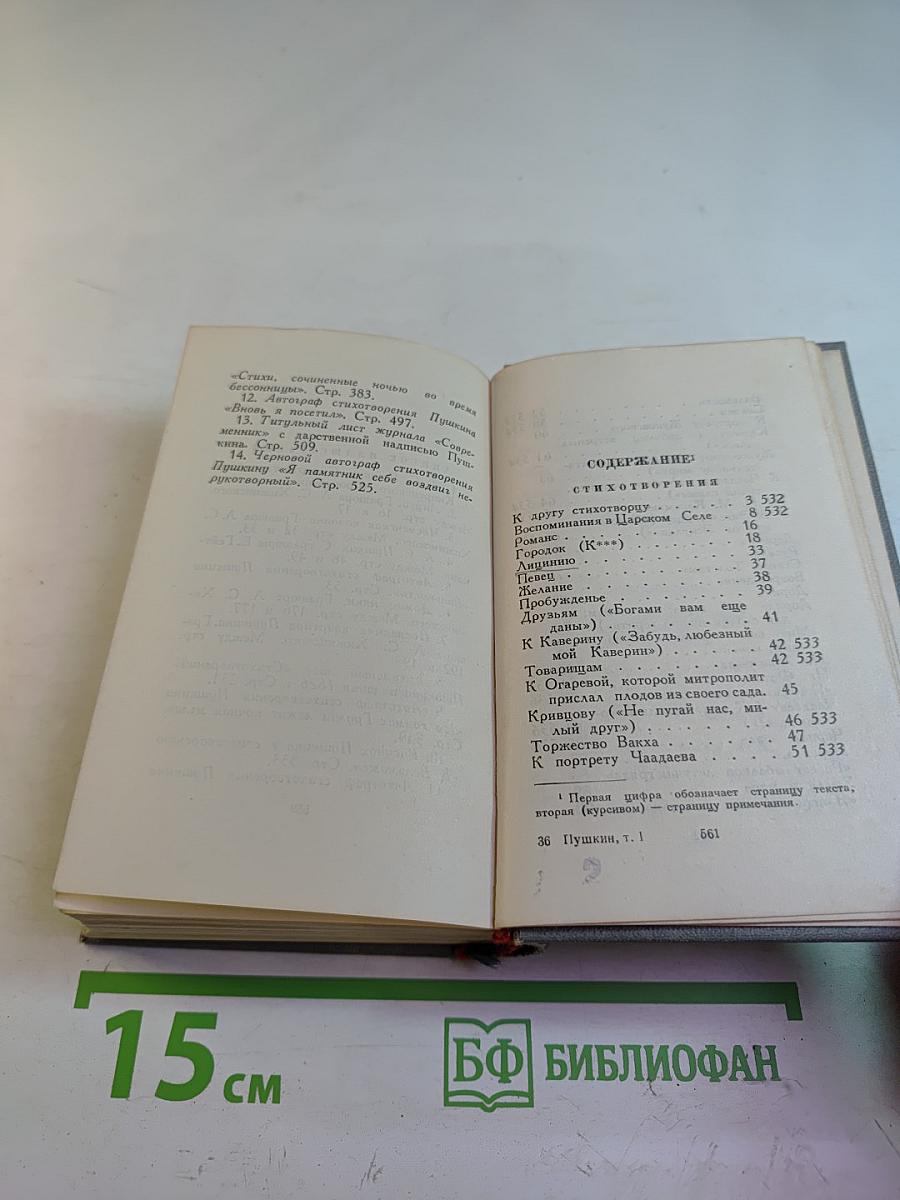 «Стихи, сочиненные ночью во время
бессонницы». Стр. 383.
12. Автограф стихотворения Пушкина
«Вновь я посетил». Стр. 497.
13. Титульный лист журнала «Совре-
менник» с дарственной надписью Пуш-
кина. Стр. 509.
14. Черновой автограф стихотворения
Пушкину «Я памятник себе воздвиг не-
рукотворный». Стр. 525.
СОДЕРЖАНИЕ¹
СТИХОТВОРЕНИЯ
К другу стихотворцу . . . . . 3 532
Воспоминания в Царском Селе . 8 532
Романс . . . . . . . . . 16
Городок (К***) . . . . . . 18
Лицинию . . . . . . . . 33
Певец . . . . . . . . . 37
Желание . . . . . . . . 38
Пробужденье . . . . . . . 39
Друзьям («Богами вам еще
даны») . . . . . . . . 41
К Каверину («Забудь, любезный
мой Каверин») . . . . . 42 533
Товарищам . . . . . . . 42 533
К Огаревой, которой митрополит
прислал плодов из своего сада. 45
Кривцову («Не пугай нас, ми-
лый друг») . . . . . . . 46 533
Торжество Вакха . . . . . . 47
К портрету Чаадаева . . . . . 51 533
¹ Первая цифра обозначает страницу текста,
вторая (курсивом) — страницу примечания.
36 Пушкин, т. 1 561
15 см
БФ БИБЛИОФАН